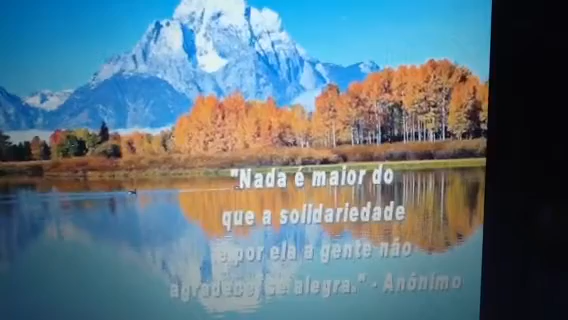 "Nada é maior do
que a solidariedade
e por ela a gente não
agradece, se alegra." - Anônimo